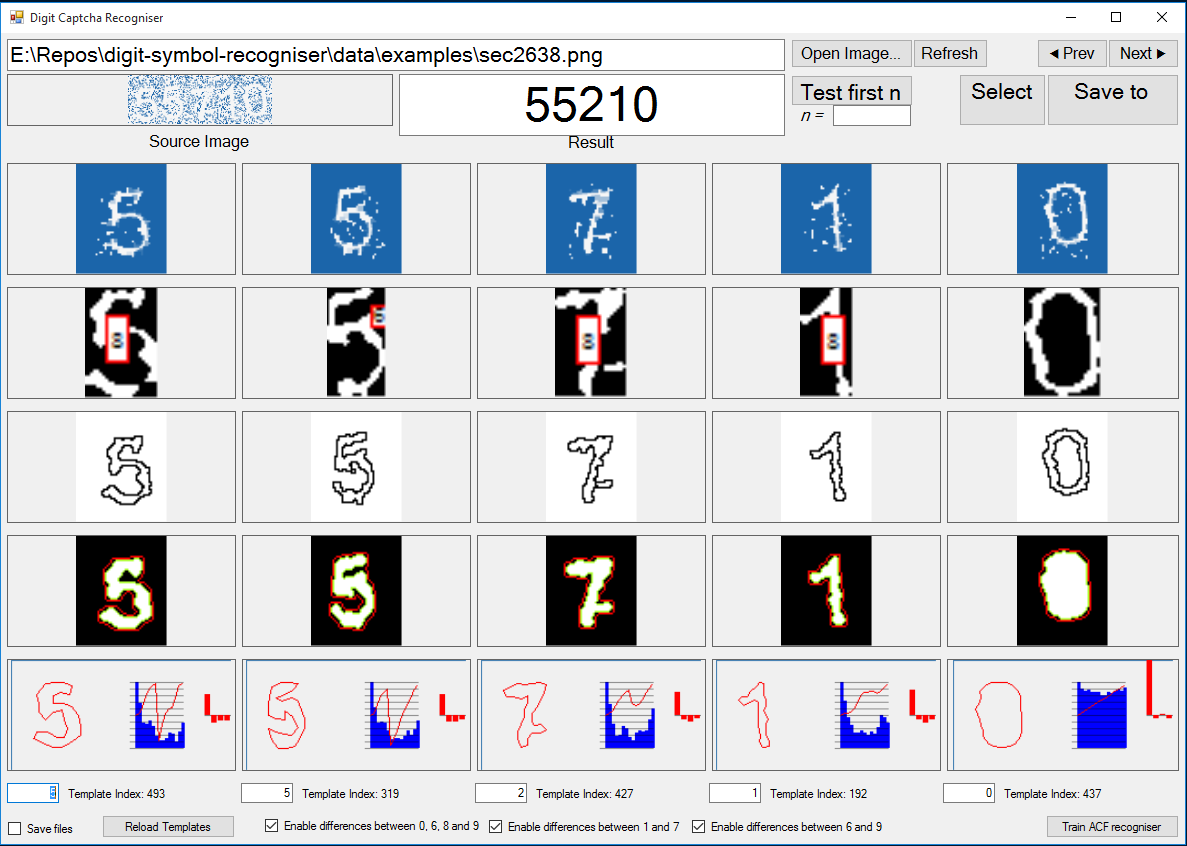 Digit Captcha Recogniser
E:\Repos\digit-symbol-recogniser\data\examples\sec2638.png
Open Image...
Refresh
◄ Prev
Next ►
55710
55210
Test first n
n =
Select
Save to
Source Image
Result
5 5 7 1 0
8 8 8 8
5 5 7 1 0
5 5 7 1 0
5 5 7 1 0
5 Template Index: 493
5 Template Index: 319
2 Template Index: 427
1 Template Index: 192
0 Template Index: 437
Save files
Reload Templates
Enable differences between 0, 6, 8 and 9
Enable differences between 1 and 7
Enable differences between 6 and 9
Train ACF recogniser